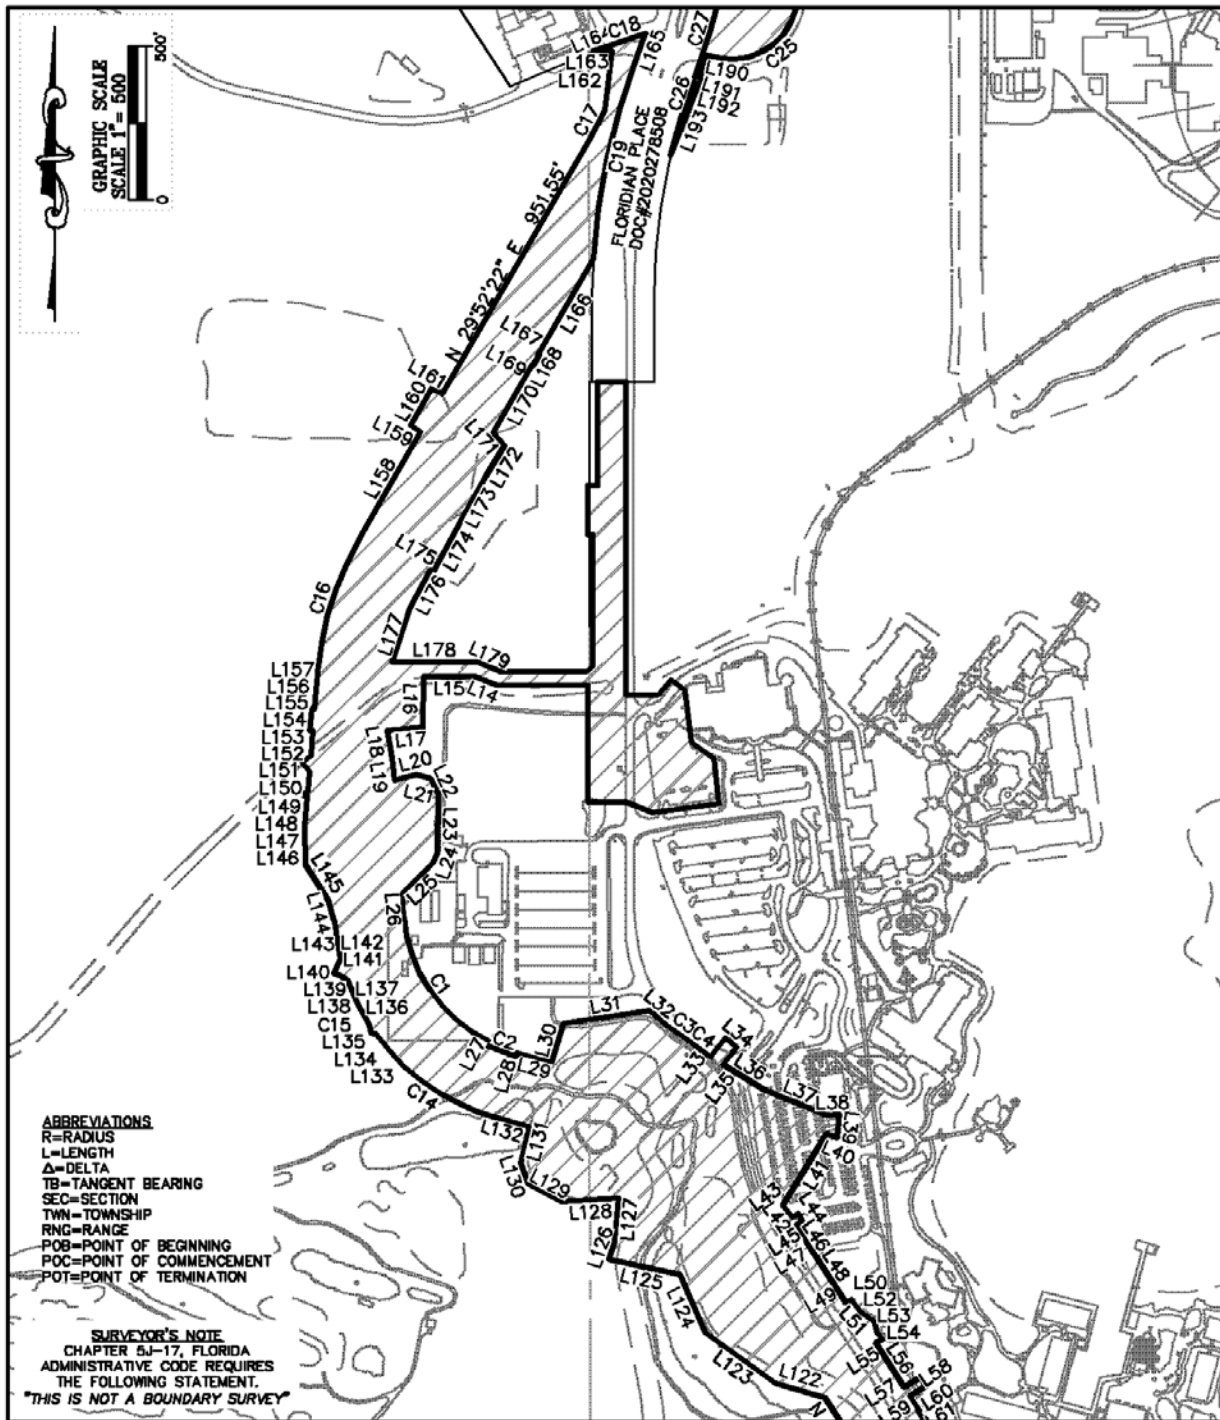 GRAPHIC SCALE
SCALE 1"= 500
500'
0
L164
C18
L165
L163
L162
C17
C19
FLORIDIAN PLACE
DOC#20202278508
C27
C25
C26
L190
L191
L192
L193
N 29°52'22" E 951.55'
L166
L167
L168
L169
L170
L161
L160
L159
L171
L172
L158
L173
L174
L175
L176
C16
L177
L178
L179
L157
L156
L155
L154
L153
L152
L151
L150
L149
L148
L147
L146
L16
L15
L14
L18
L17
L20
L19
L21
L22
L23
L24
L25
L26
L145
L144
L143
L142
L141
L140
L139
L137
L138
L136
C15
L135
L134
L133
C1
C2
L27
L28
L29
L30
L31
L32
C3
C4
L33
L34
L35
L36
L37
L38
L39
L40
L41
C14
L132
L131
L130
L129
L128
L127
L126
L125
L124
L123
L122
N
L43
L42
L44
L45
L46
L47
L48
L49
L50
L52
L51
L53
L54
L55
L56
L57
L58
L59
L60
L61
ABBREVIATIONS
R=RADIUS
L=LENGTH
Δ=DELTA
TB=TANGENT BEARING
SEC=SECTION
TWN=TOWNSHIP
RNG=RANGE
POB=POINT OF BEGINNING
POC=POINT OF COMMENCEMENT
POT=POINT OF TERMINATION
SURVEYOR'S NOTE
CHAPTER 5J-17, FLORIDA
ADMINISTRATIVE CODE REQUIRES
THE FOLLOWING STATEMENT.
"THIS IS NOT A BOUNDARY SURVEY"